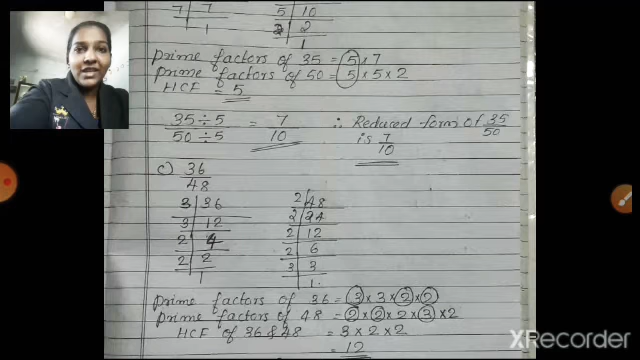 7 | 7
1
5 | 10
2 | 2
1
Prime factors of 35 = 5 × 7
Prime factors of 50 = 5 × 5 × 2
HCF = 5
35 ÷ 5 / 50 ÷ 5 = 7/10 ∴ Reduced form of 35/50
is 7/10
c) 36/48
3 | 36
3 | 12
2 | 4
2 | 2
1
2 | 48
2 | 24
2 | 12
2 | 6
3 | 3
1
Prime factors of 36 = 3 × 3 × 2 × 2
Prime factors of 48 = 2 × 2 × 2 × 3 × 2
HCF of 36 & 48 = 3 × 2 × 2
= 12
XRecorder